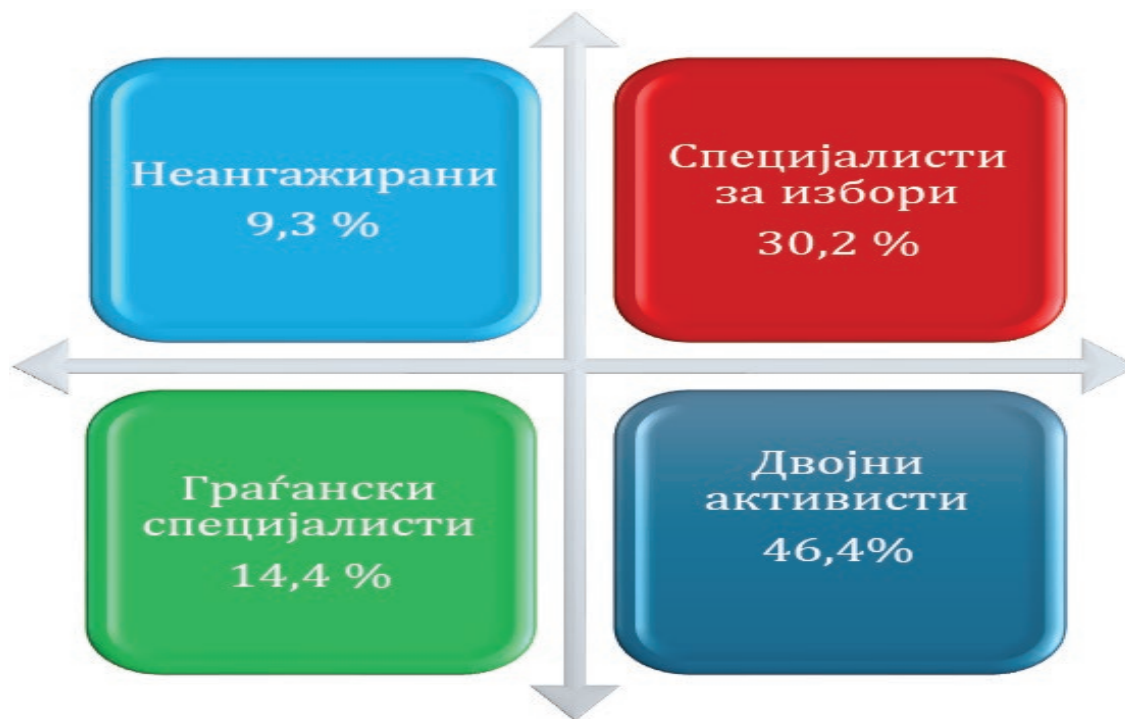 Неангажирани
9,3 %
Специјалисти
за избори
30,2 %
Граѓански
специјалисти
14,4 %
Двојни
активисти
46,4%